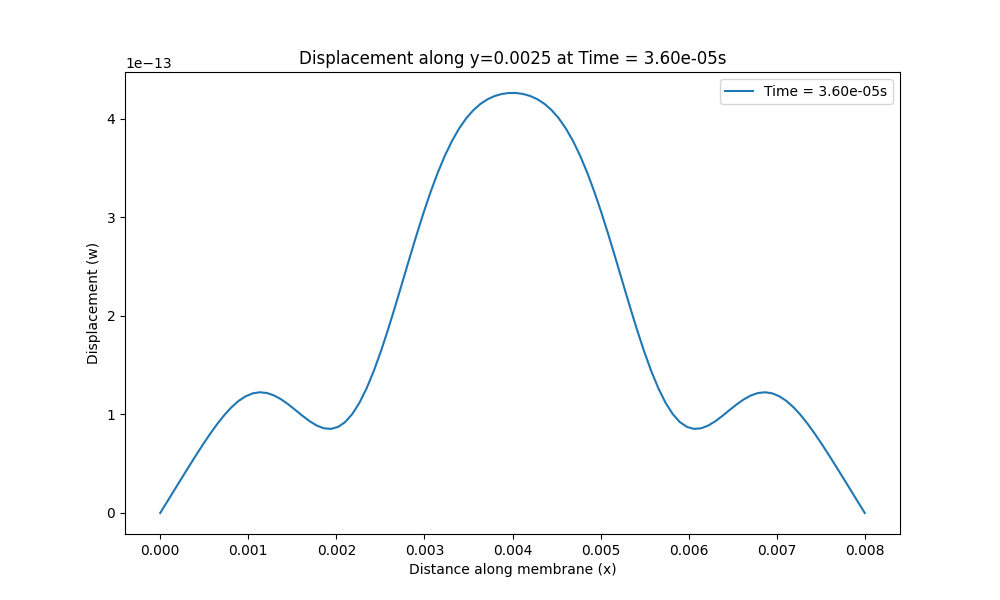 Displacement along y=0.0025 at Time = 3.60e-05s
1e−13
Time = 3.60e-05s
4
3
2
1
0
Displacement (w)
0.000 0.001 0.002 0.003 0.004 0.005 0.006 0.007 0.008
Distance along membrane (x)